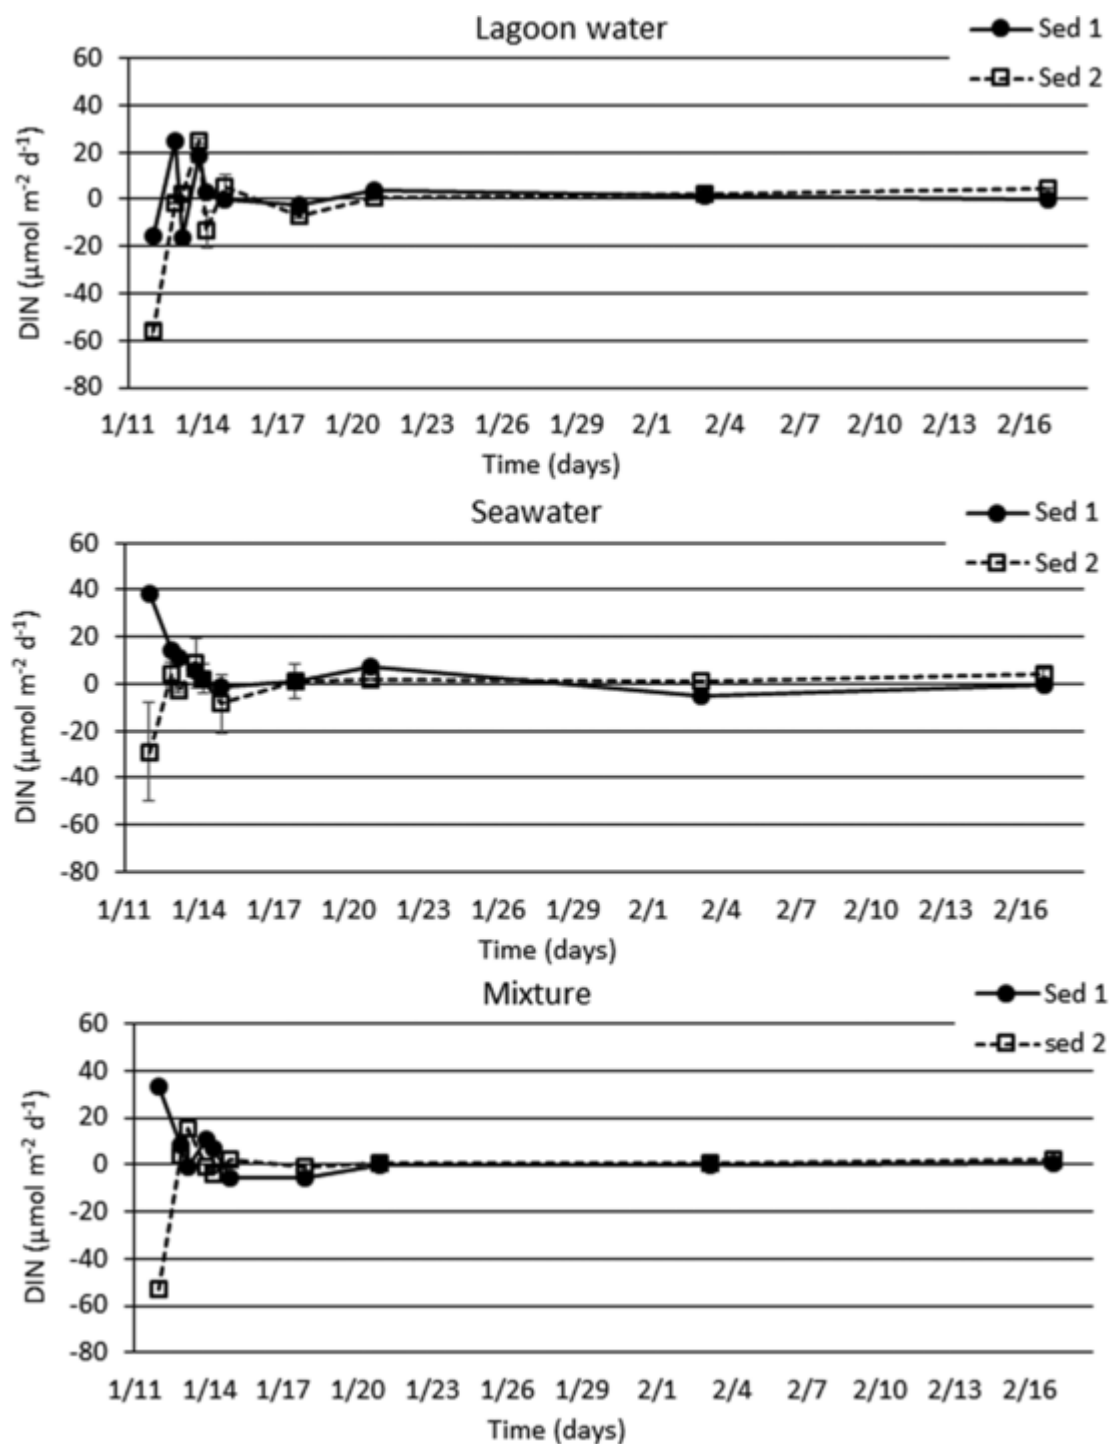 Lagoon water
Sed 1
Sed 2
60
40
20
0
-20
-40
-60
-80
DIN (µmol m⁻² d⁻¹)
1/11 1/14 1/17 1/20 1/23 1/26 1/29 2/1 2/4 2/7 2/10 2/13 2/16
Time (days)
Seawater
Sed 1
Sed 2
60
40
20
0
-20
-40
-60
-80
DIN (µmol m⁻² d⁻¹)
1/11 1/14 1/17 1/20 1/23 1/26 1/29 2/1 2/4 2/7 2/10 2/13 2/16
Time (days)
Mixture
Sed 1
sed 2
60
40
20
0
-20
-40
-60
-80
DIN (µmol m⁻² d⁻¹)
1/11 1/14 1/17 1/20 1/23 1/26 1/29 2/1 2/4 2/7 2/10 2/13 2/16
Time (days)